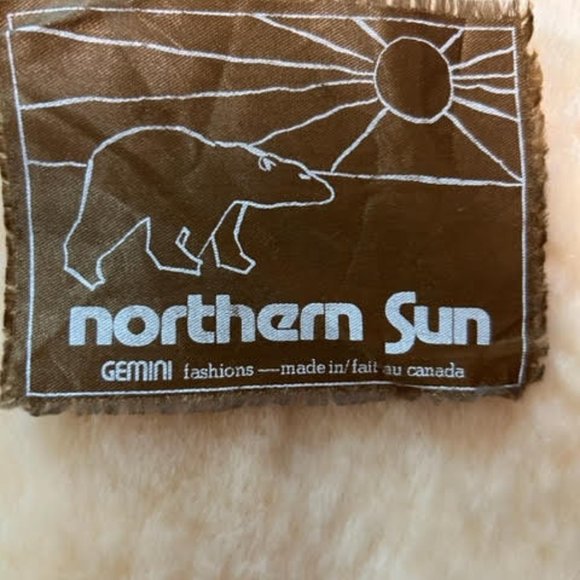 northern Sun
GEMINI fashions — made in/fait au canada